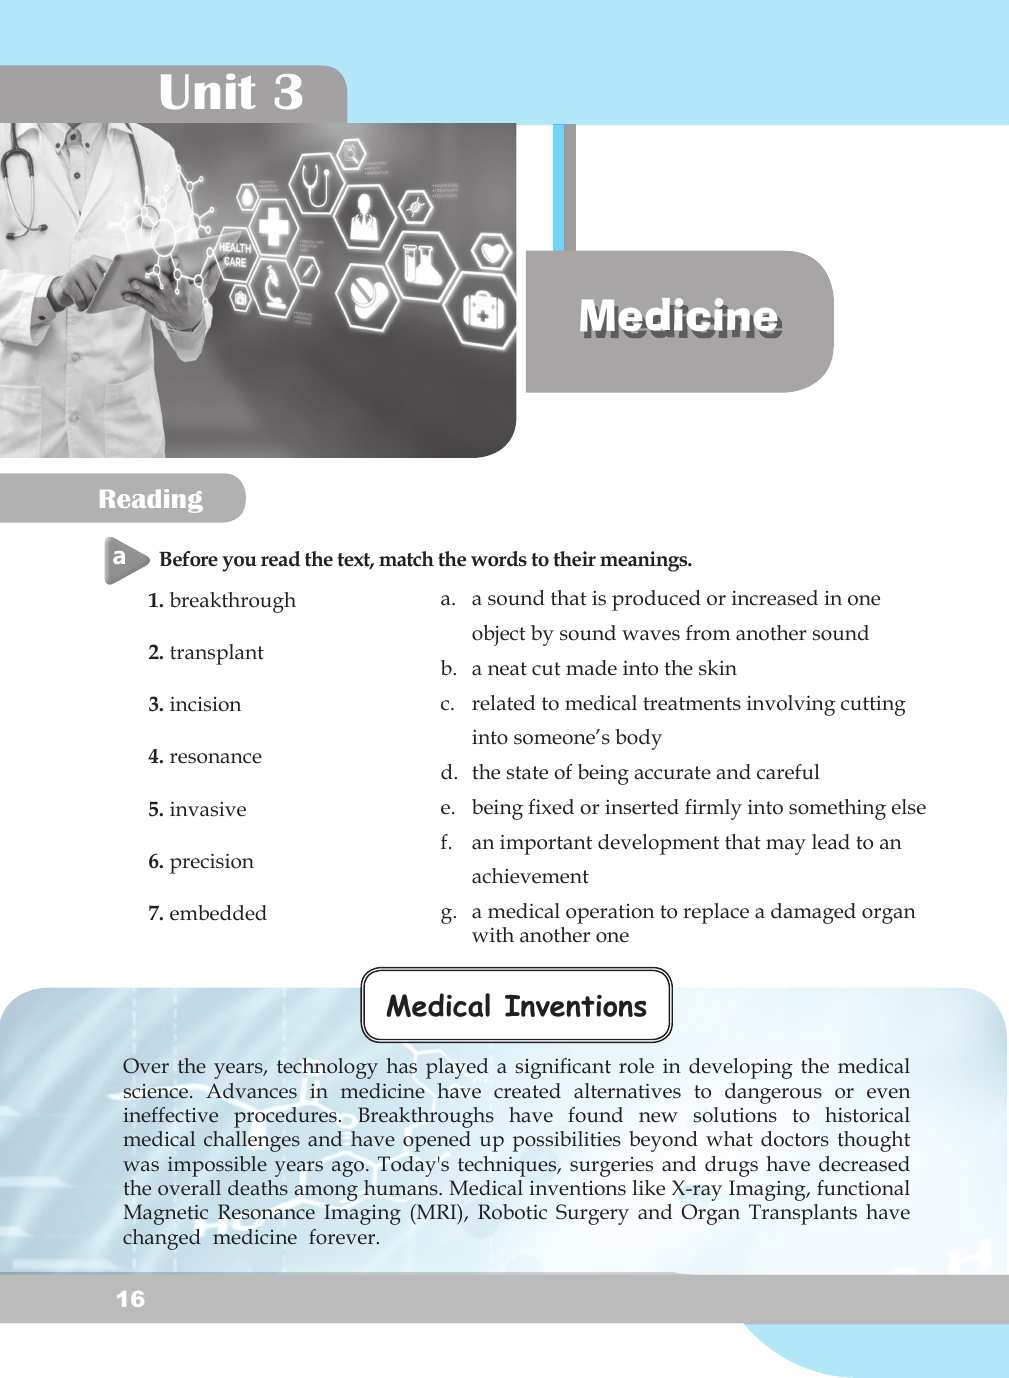 Unit 3
HEALTH
CARE
Medicine
Reading
a Before you read the text, match the words to their meanings.
1. breakthrough
2. transplant
3. incision
4. resonance
5. invasive
6. precision
7. embedded
a. a sound that is produced or increased in one
object by sound waves from another sound
b. a neat cut made into the skin
c. related to medical treatments involving cutting
into someone’s body
d. the state of being accurate and careful
e. being fixed or inserted firmly into something else
f. an important development that may lead to an
achievement
g. a medical operation to replace a damaged organ
with another one
Medical Inventions
Over the years, technology has played a significant role in developing the medical
science. Advances in medicine have created alternatives to dangerous or even
ineffective procedures. Breakthroughs have found new solutions to historical
medical challenges and have opened up possibilities beyond what doctors thought
was impossible years ago. Today's techniques, surgeries and drugs have decreased
the overall deaths among humans. Medical inventions like X-ray Imaging, functional
Magnetic Resonance Imaging (MRI), Robotic Surgery and Organ Transplants have
changed medicine forever.
16